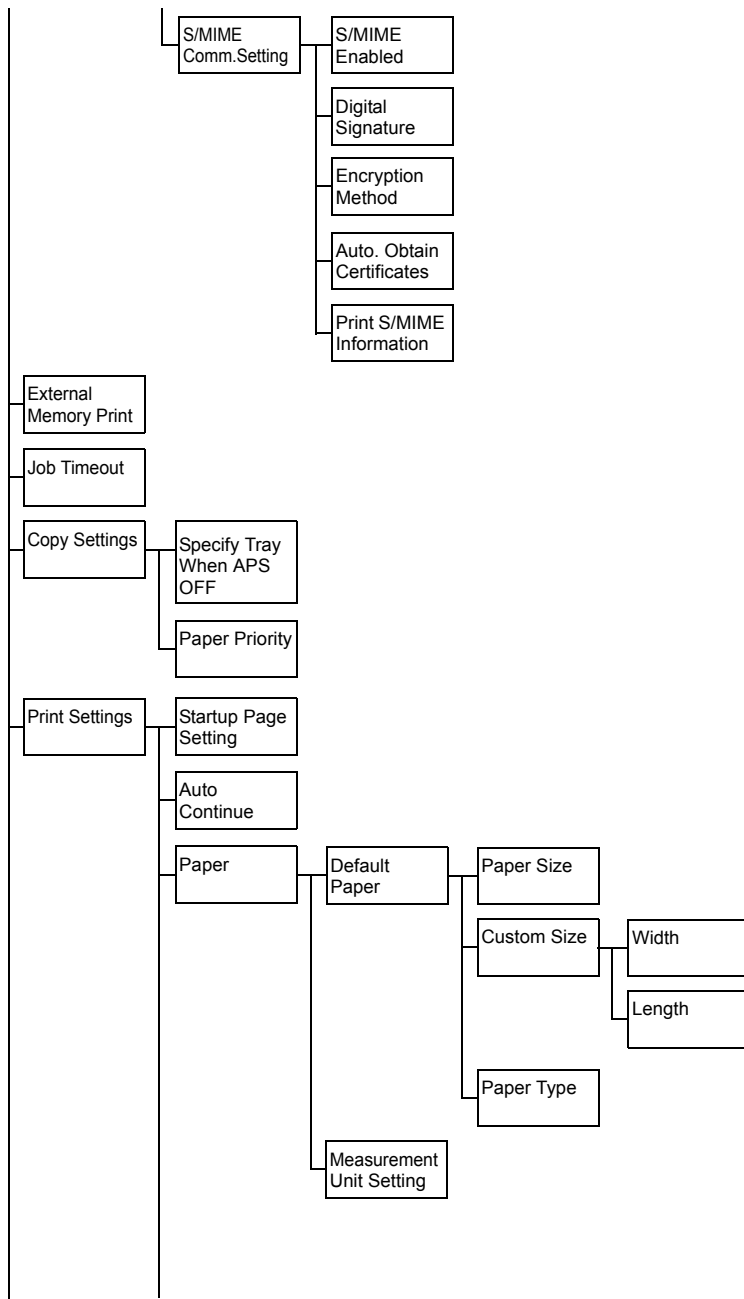 S/MIME
Comm.Setting
S/MIME
Enabled
Digital
Signature
Encryption
Method
Auto. Obtain
Certificates
Print S/MIME
Information
External
Memory Print
Job Timeout
Copy Settings
Specify Tray
When APS
OFF
Paper Priority
Print Settings
Startup Page
Setting
Auto
Continue
Paper
Default
Paper
Paper Size
Custom Size
Width
Length
Paper Type
Measurement
Unit Setting